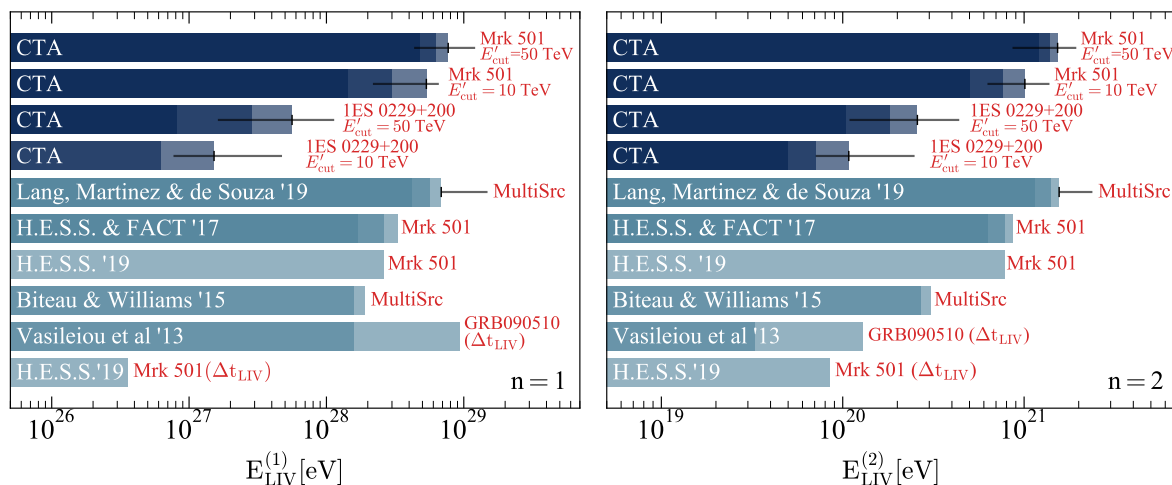 CTA
Mrk 501
E′cut=50 TeV
CTA
Mrk 501
E′cut = 10 TeV
CTA
1ES 0229+200
E′cut = 50 TeV
CTA
1ES 0229+200
E′cut = 10 TeV
Lang, Martinez & de Souza '19
MultiSrc
H.E.S.S. & FACT '17
Mrk 501
H.E.S.S. '19
Mrk 501
Biteau & Williams '15
MultiSrc
Vasileiou et al '13
GRB090510
(ΔtLIV)
H.E.S.S.'19
Mrk 501(ΔtLIV)
n = 1
10^26 10^27 10^28 10^29
E_LIV^(1) [eV]
CTA
Mrk 501
E′cut=50 TeV
CTA
Mrk 501
E′cut = 10 TeV
CTA
1ES 0229+200
E′cut = 50 TeV
CTA
1ES 0229+200
E′cut = 10 TeV
Lang, Martinez & de Souza '19
MultiSrc
H.E.S.S. & FACT '17
Mrk 501
H.E.S.S. '19
Mrk 501
Biteau & Williams '15
MultiSrc
Vasileiou et al '13
GRB090510 (ΔtLIV)
H.E.S.S.'19
Mrk 501 (ΔtLIV)
n = 2
10^19 10^20 10^21
E_LIV^(2) [eV]